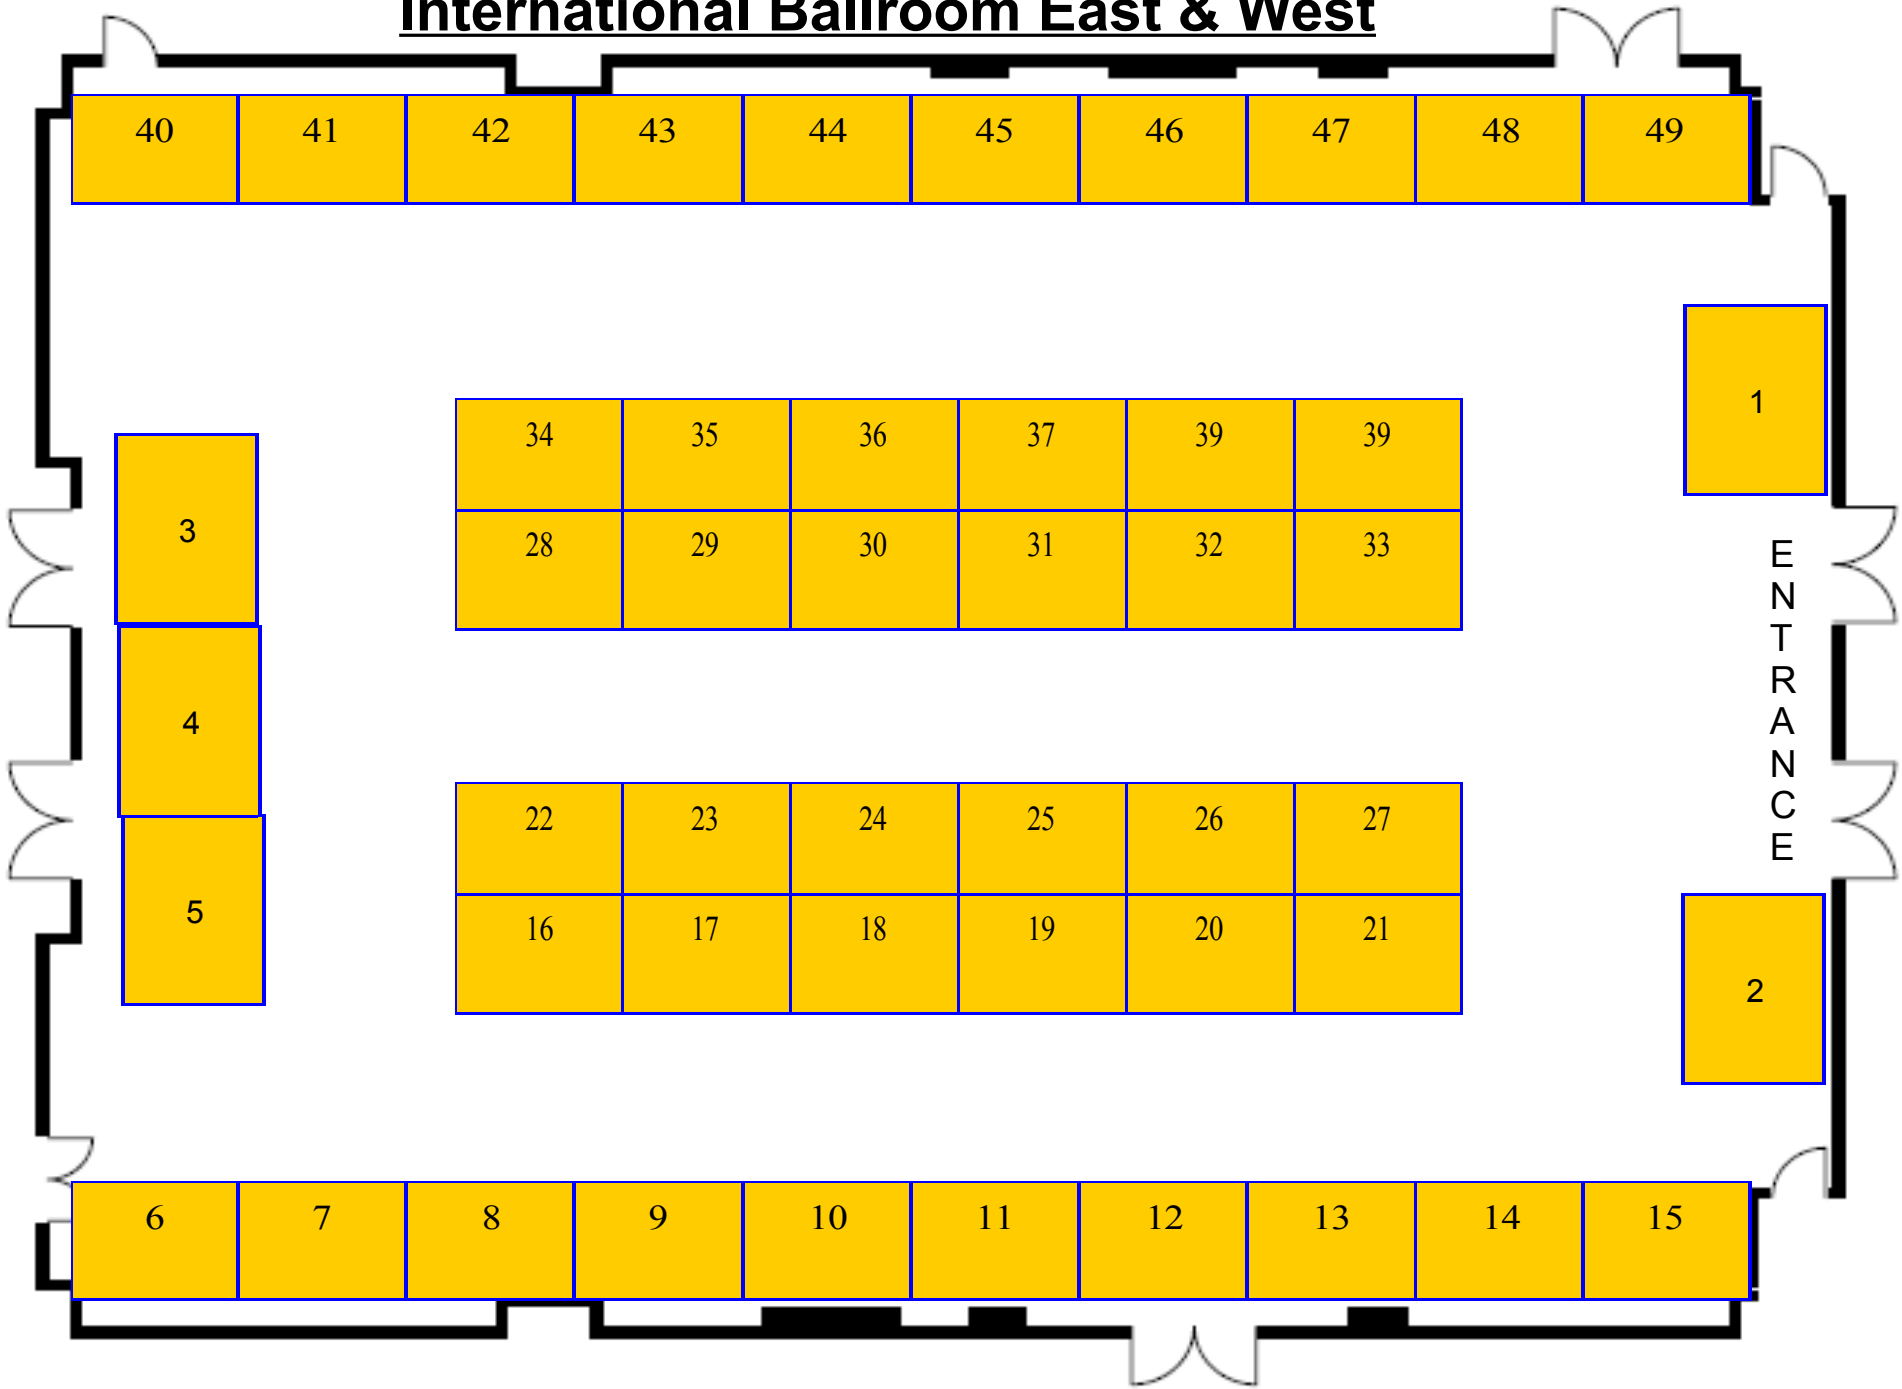 International Ballroom East & West
40 41 42 43 44 45 46 47 48 49
1
34 35 36 37 39 39
3
28 29 30 31 32 33
ENTRANCE
4
22 23 24 25 26 27
5
16 17 18 19 20 21
2
6 7 8 9 10 11 12 13 14 15